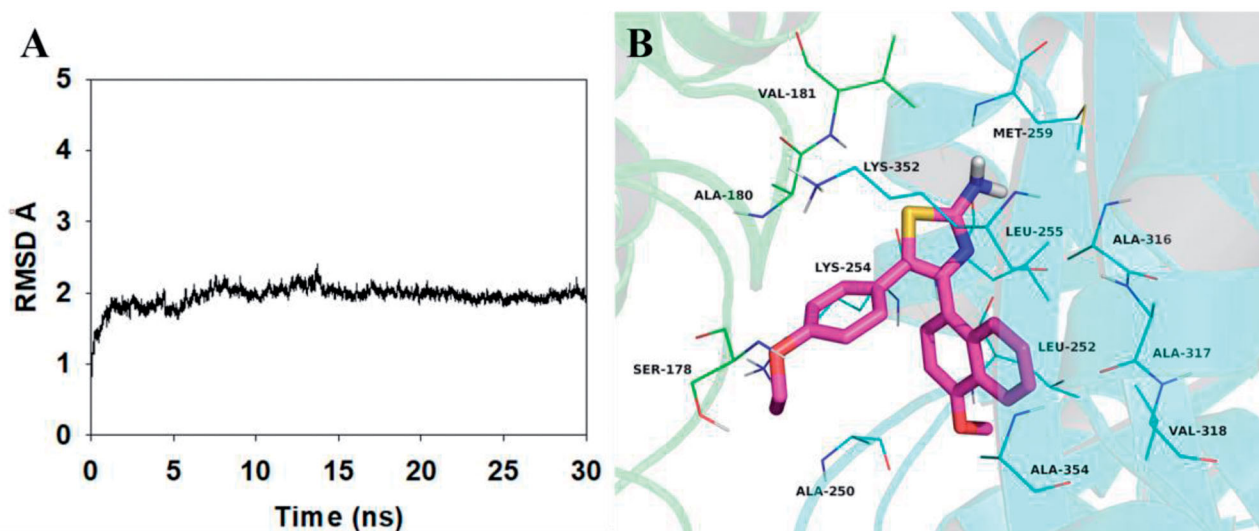 A
RMSD Å
5
4
3
2
1
0
0 5 10 15 20 25 30
Time (ns)
B
VAL-181
MET-259
LYS-352
ALA-180
LEU-255
ALA-316
LYS-254
LEU-252
ALA-317
SER-178
VAL-318
ALA-354
ALA-250